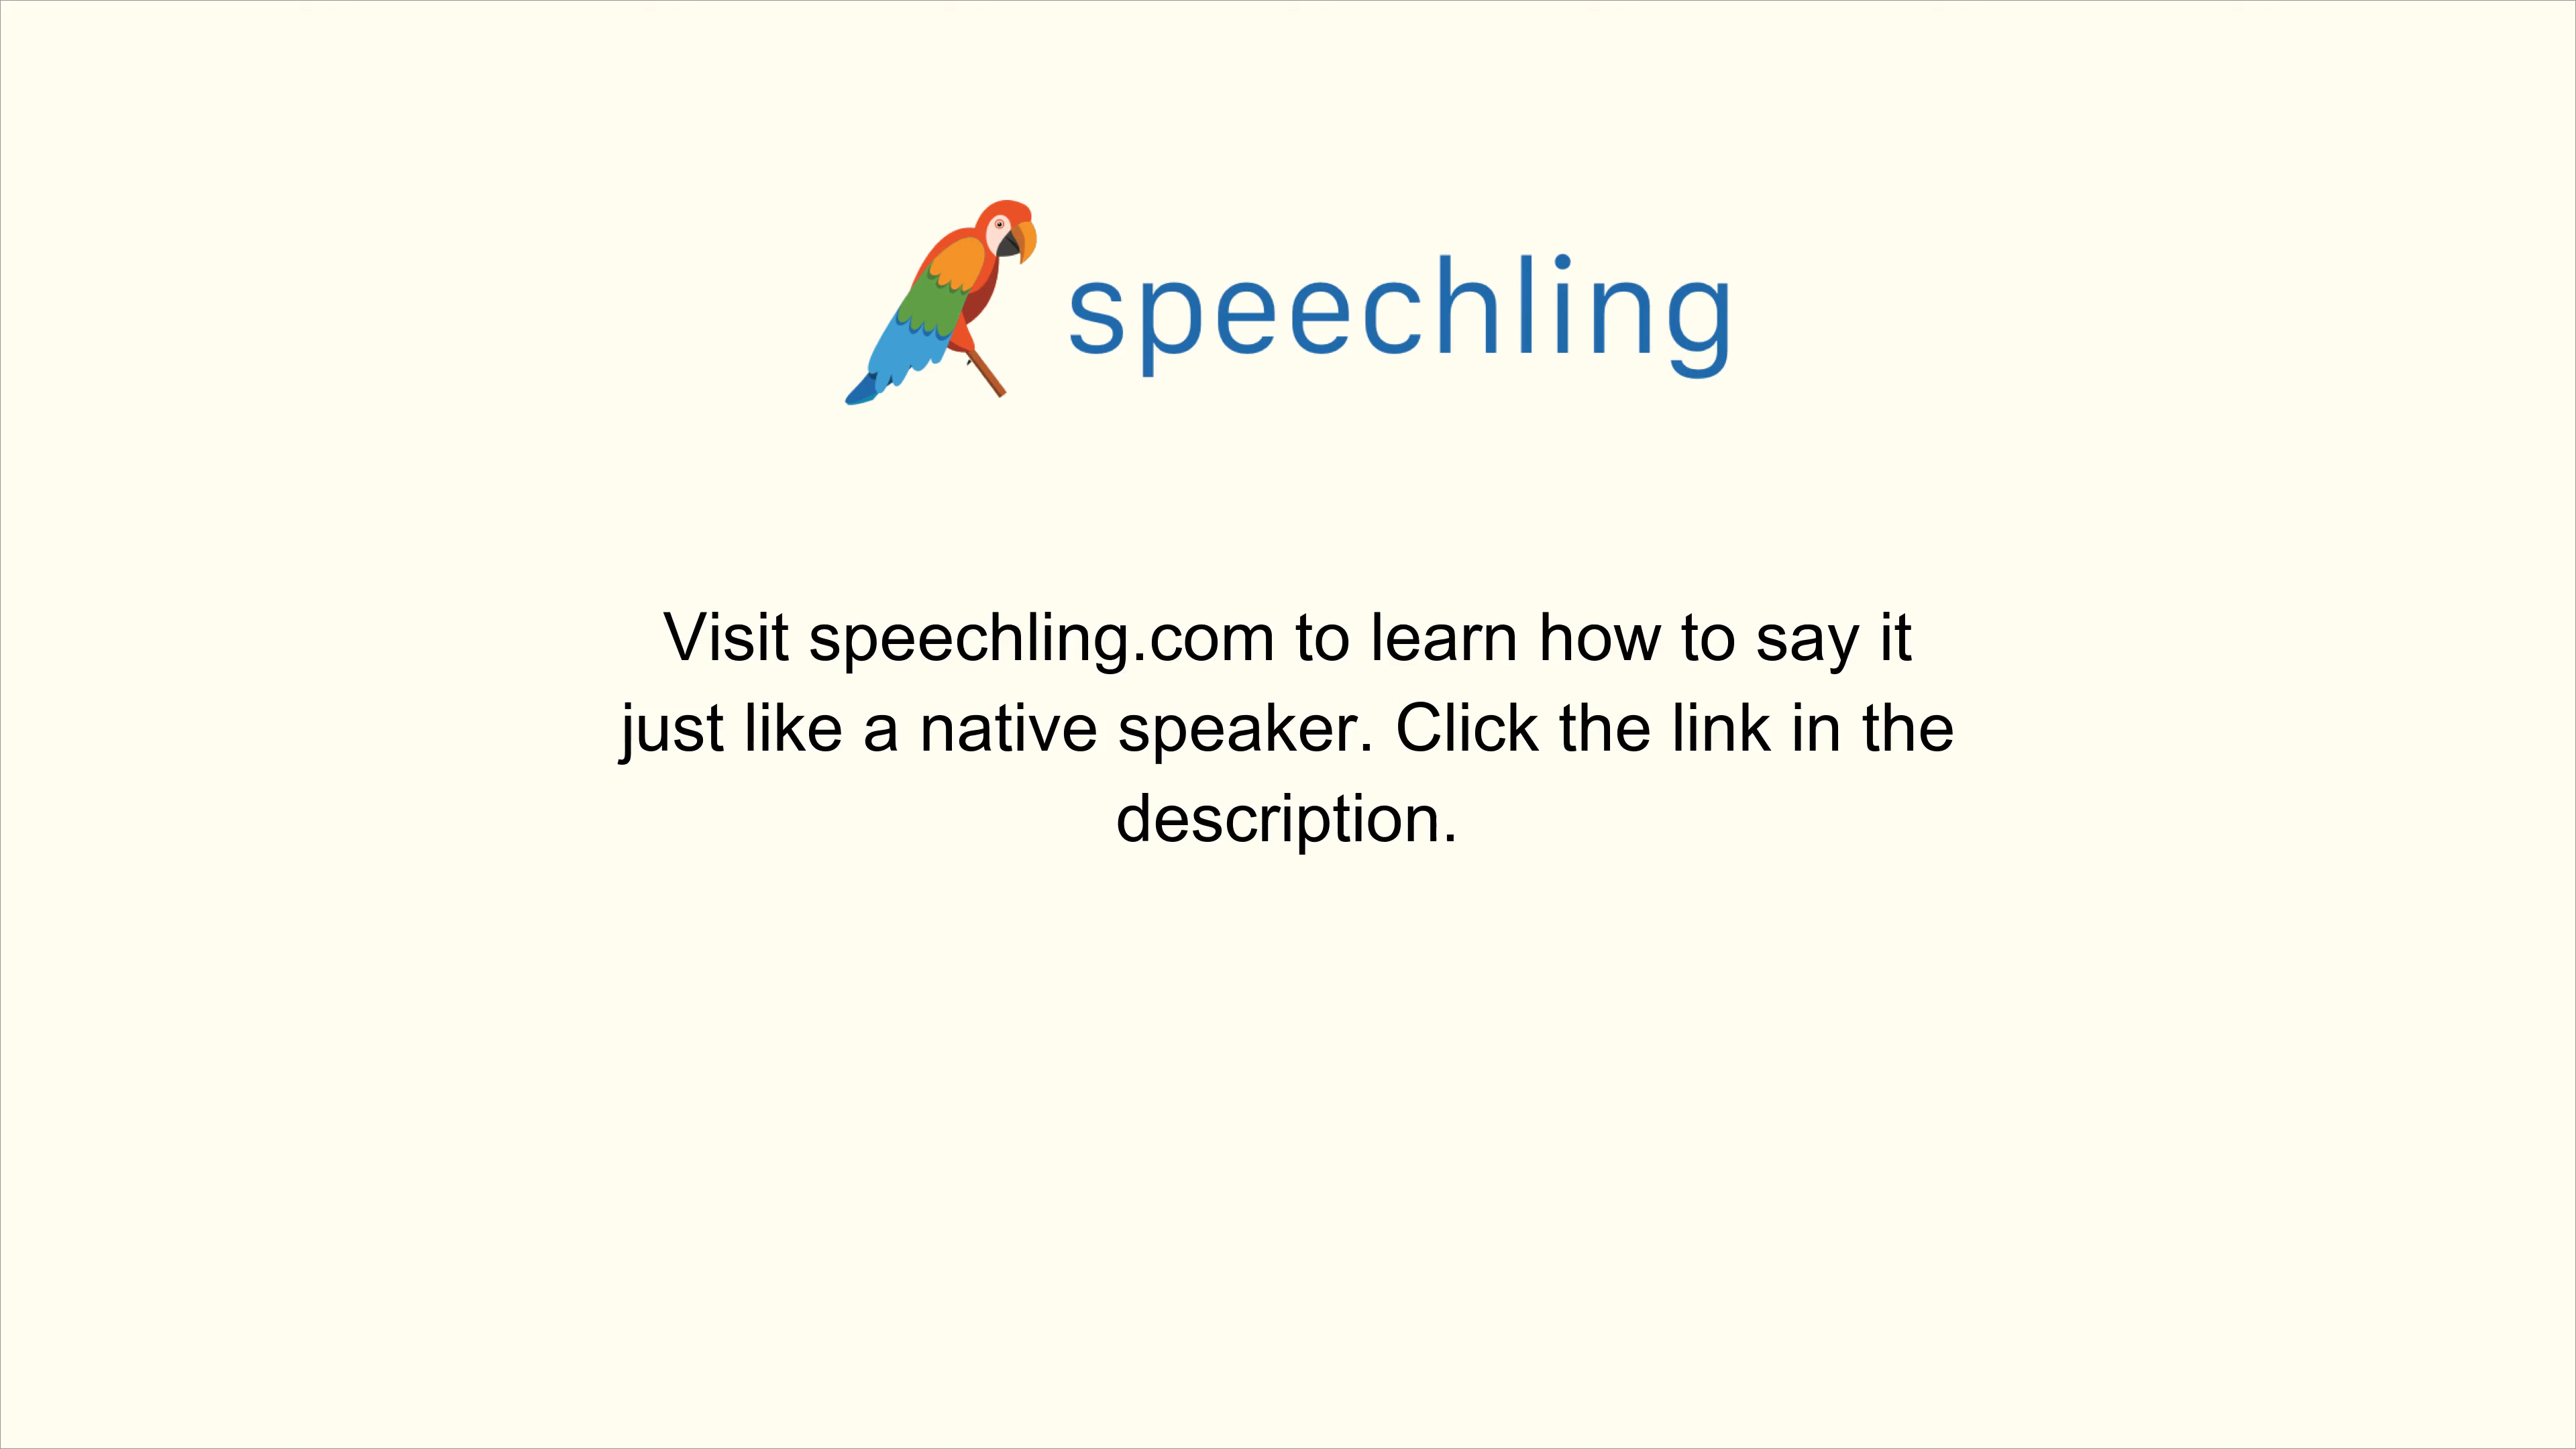 speechling
Visit speechling.com to learn how to say it
just like a native speaker. Click the link in the
description.